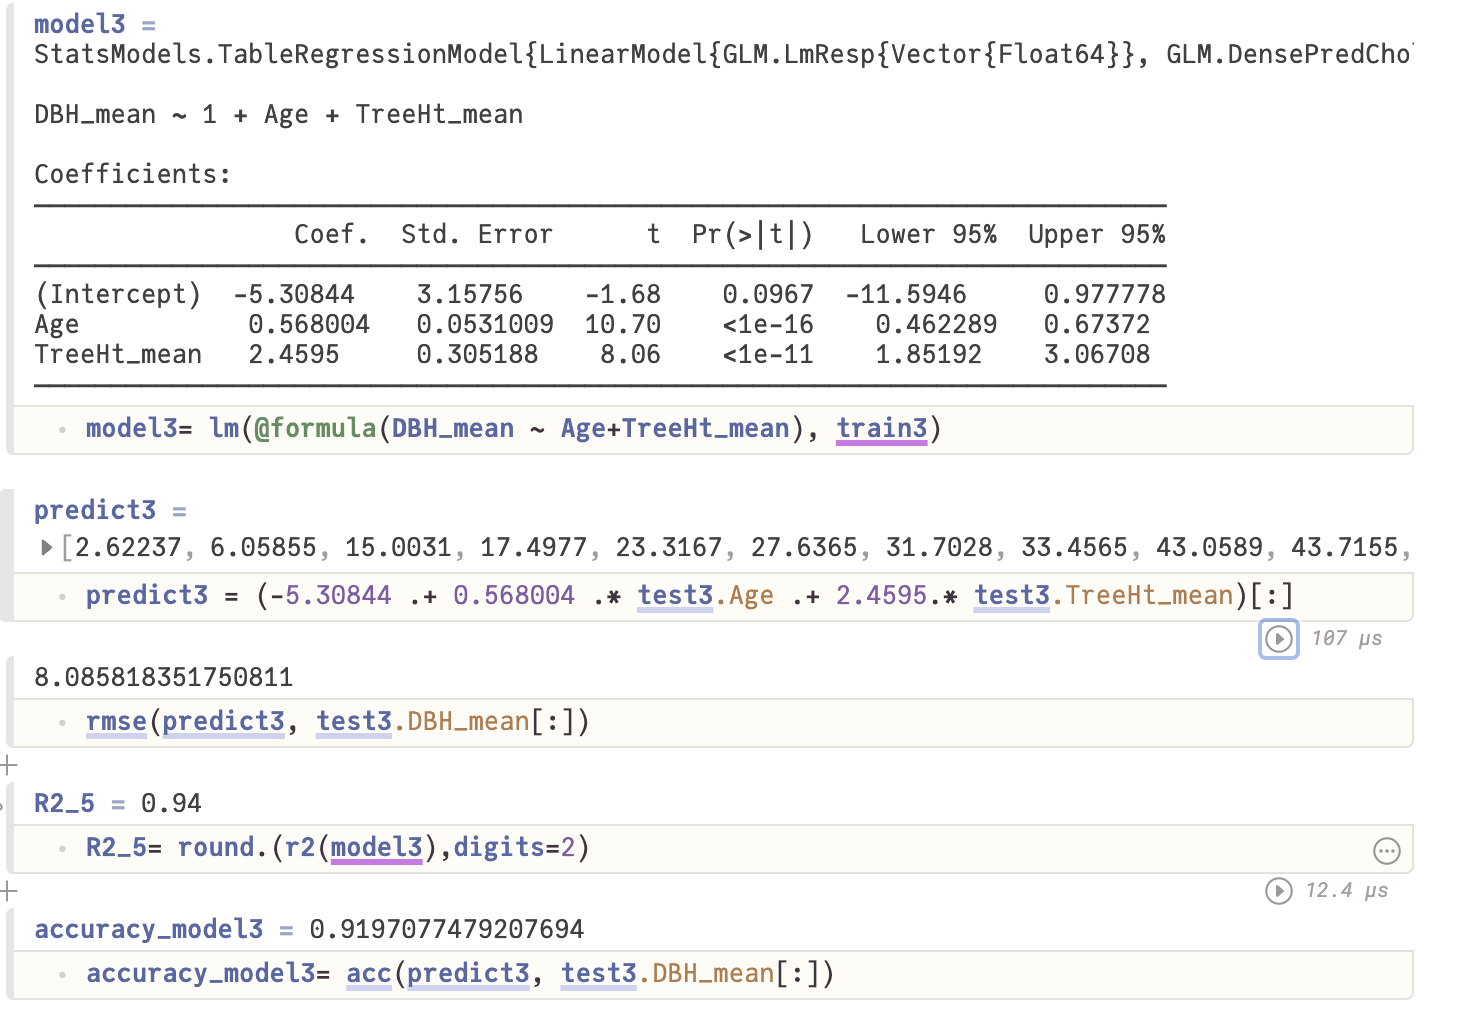 model3 =
StatsModels.TableRegressionModel{LinearModel{GLM.LmResp{Vector{Float64}}, GLM.DensePredCho
DBH_mean ~ 1 + Age + TreeHt_mean
Coefficients:
Coef. Std. Error t Pr(>|t|) Lower 95% Upper 95%
(Intercept) -5.30844 3.15756 -1.68 0.0967 -11.5946 0.977778
Age 0.568004 0.0531009 10.70 <1e-16 0.462289 0.67372
TreeHt_mean 2.4595 0.305188 8.06 <1e-11 1.85192 3.06708
model3= lm(@formula(DBH_mean ~ Age+TreeHt_mean), train3)
predict3 =
[2.62237, 6.05855, 15.0031, 17.4977, 23.3167, 27.6365, 31.7028, 33.4565, 43.0589, 43.7155,
predict3 = (-5.30844 .+ 0.568004 .* test3.Age .+ 2.4595.* test3.TreeHt_mean)[:]
107 μs
8.085818351750811
rmse(predict3, test3.DBH_mean[:])
R2_5 = 0.94
R2_5= round.(r2(model3),digits=2)
12.4 μs
accuracy_model3 = 0.9197077479207694
accuracy_model3= acc(predict3, test3.DBH_mean[:])